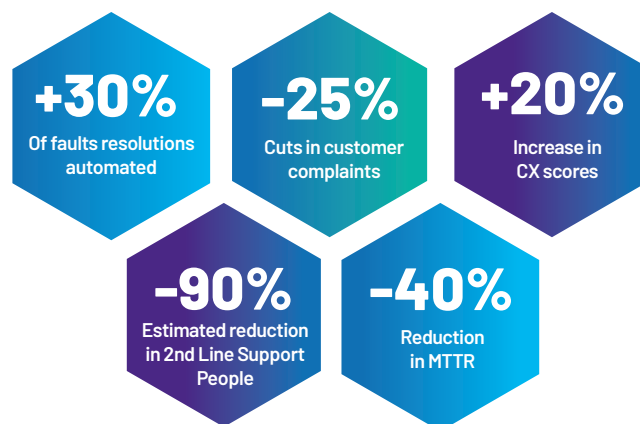 +30%
Of faults resolutions
automated
-25%
Cuts in customer
complaints
+20%
Increase in
CX scores
-90%
Estimated reduction
in 2nd Line Support
People
-40%
Reduction
in MTTR